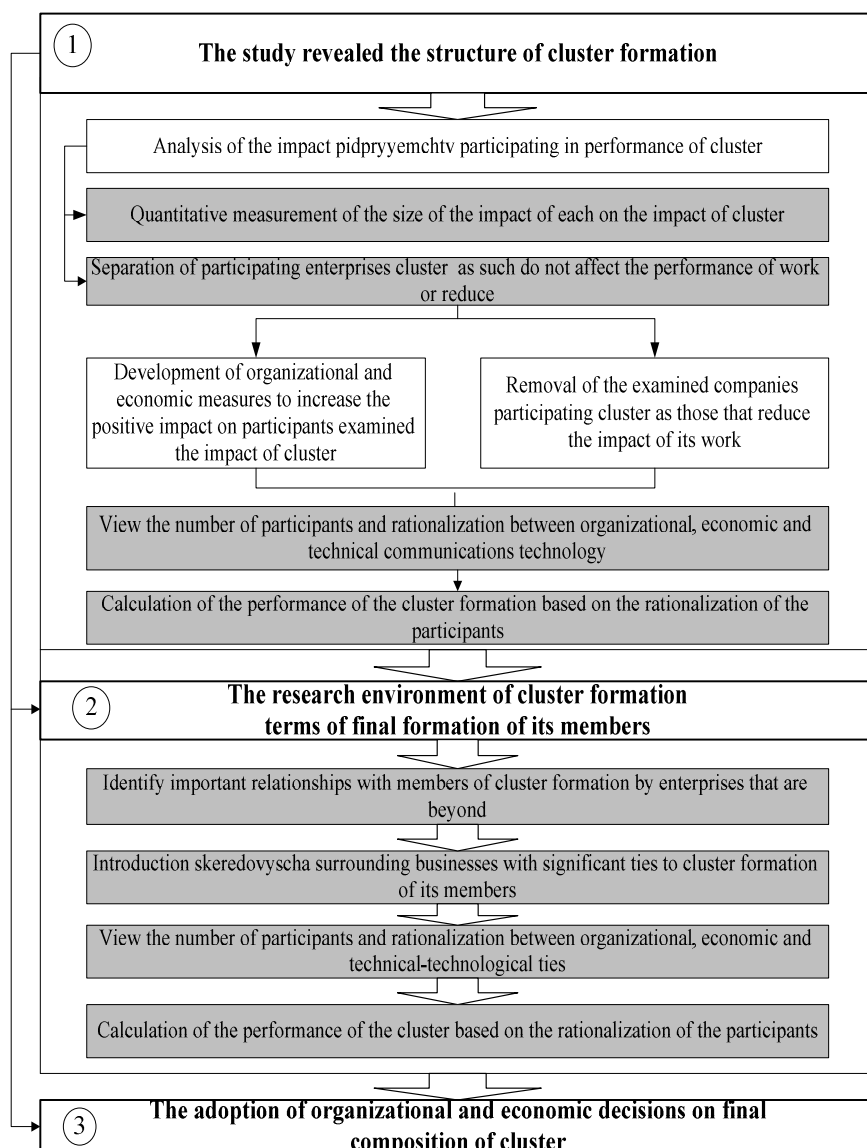 1
The study revealed the structure of cluster formation
Analysis of the impact pidpryyemchtv participating in performance of cluster
Quantitative measurement of the size of the impact of each on the impact of cluster
Separation of participating enterprises cluster as such do not affect the performance of work
or reduce
Development of organizational and
economic measures to increase the
positive impact on participants examined
the impact of cluster
Removal of the examined companies
participating cluster as those that reduce
the impact of its work
View the number of participants and rationalization between organizational, economic and
technical communications technology
Calculation of the performance of the cluster formation based on the rationalization of the
participants
2
The research environment of cluster formation
terms of final formation of its members
Identify important relationships with members of cluster formation by enterprises that are
beyond
Introduction skeredovyscha surrounding businesses with significant ties to cluster formation
of its members
View the number of participants and rationalization between organizational, economic and
technical-technological ties
Calculation of the performance of the cluster based on the rationalization of the participants
3
The adoption of organizational and economic decisions on final
composition of cluster